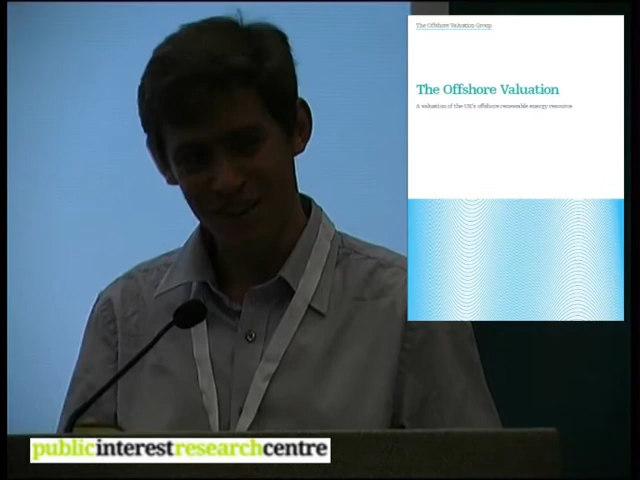 The Offshore Valuation Group
The Offshore Valuation
A valuation of the UK's offshore renewable energy resource
publicinterestresearchcentre